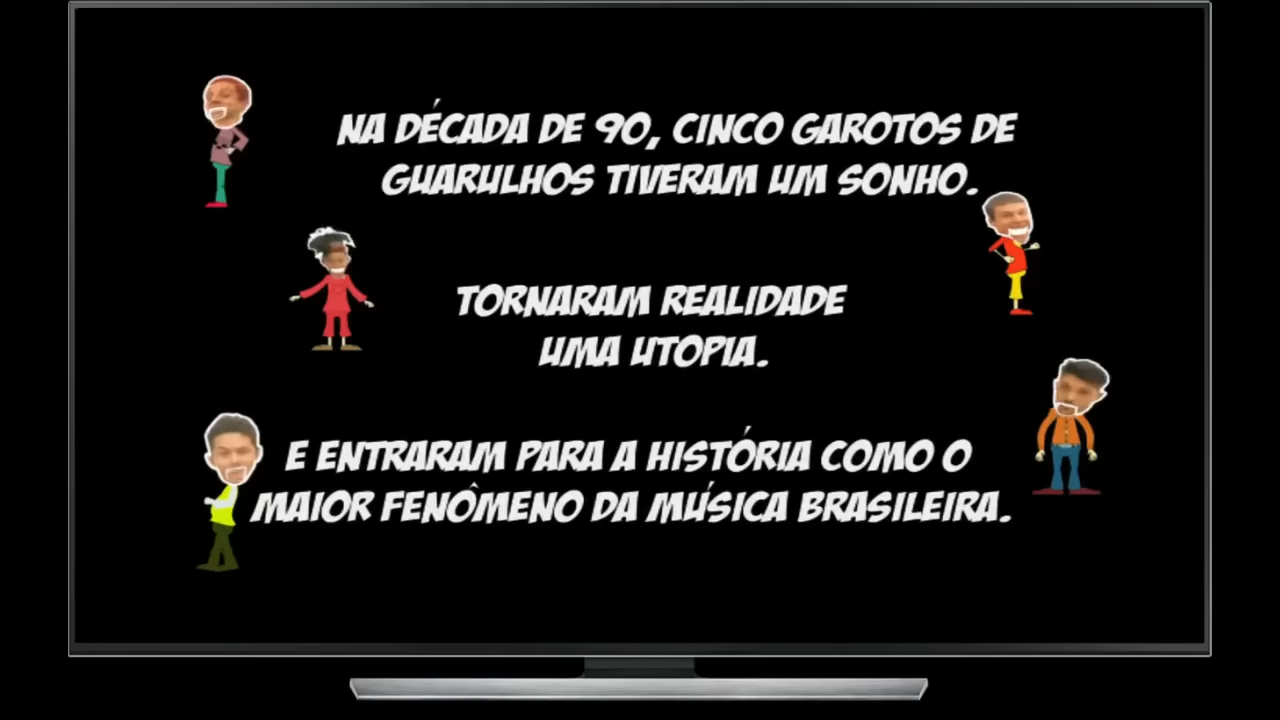 NA DÉCADA DE 90, CINCO GAROTOS DE
GUARULHOS TIVERAM UM SONHO.
TORNARAM REALIDADE
UMA UTOPIA.
E ENTRARAM PARA A HISTÓRIA COMO O
MAIOR FENÔMENO DA MÚSICA BRASILEIRA.